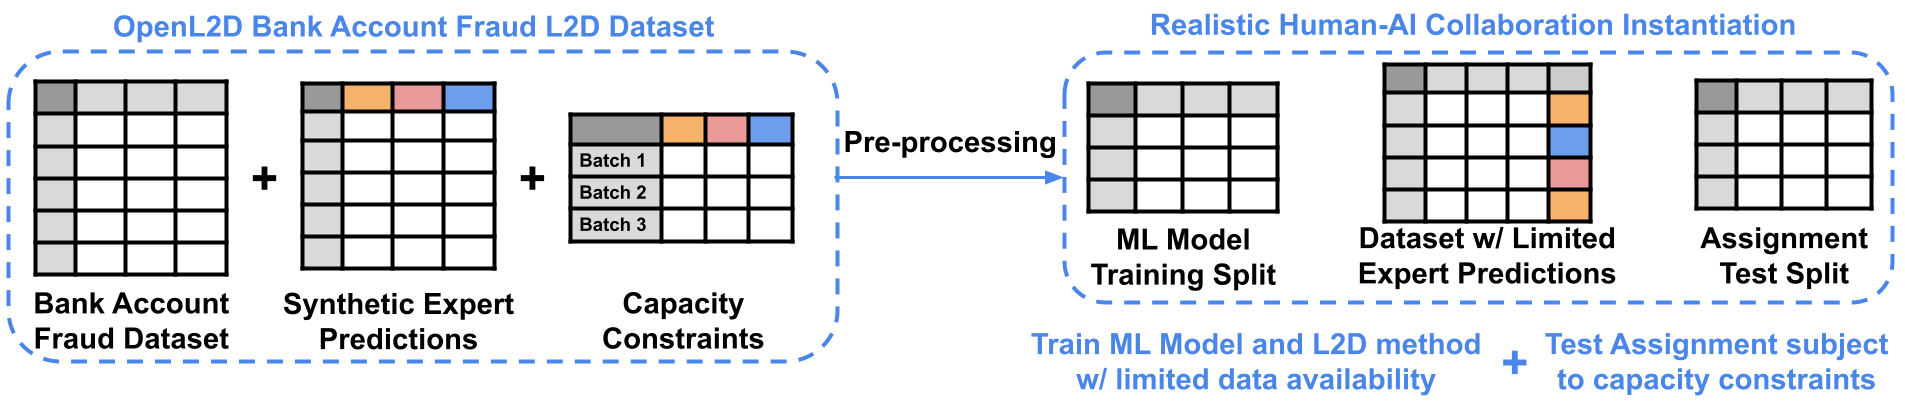 OpenL2D Bank Account Fraud L2D Dataset
Realistic Human-AI Collaboration Instantiation
+
+
Batch 1
Batch 2
Batch 3
Bank Account
Fraud Dataset
Synthetic Expert
Predictions
Capacity
Constraints
Pre-processing
ML Model
Training Split
Dataset w/ Limited
Expert Predictions
Assignment
Test Split
Train ML Model and L2D method
w/ limited data availability
+
Test Assignment subject
to capacity constraints